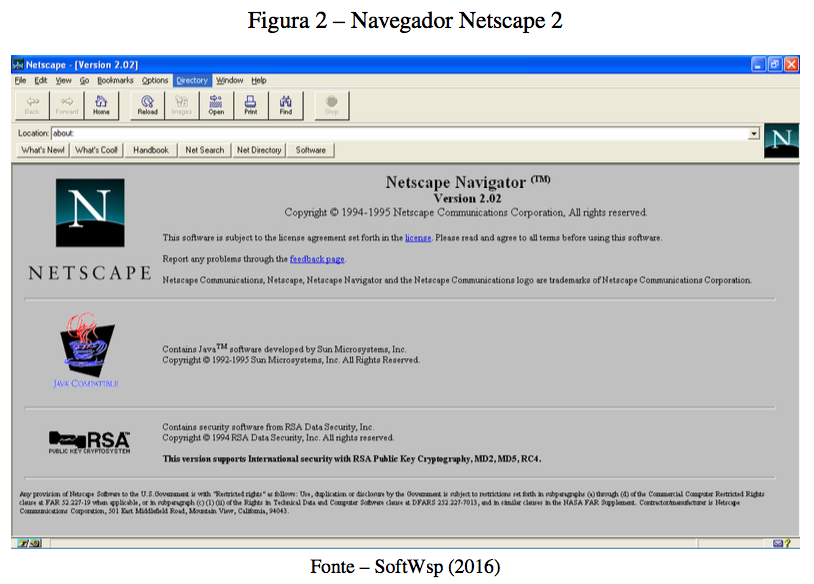 Figura 2 – Navegador Netscape 2
Netscape - [Version 2.02]
File Edit View Go Bookmarks Options Directory Window Help
Back Forward Home Reload Images Open Print Find Stop
Location: about:
N
What's New! What's Cool! Handbook Net Search Net Directory Software
Netscape Navigator (TM)
Version 2.02
Copyright © 1994-1995 Netscape Communications Corporation, All rights reserved.
N
NETSCAPE
This software is subject to the license agreement set forth in the license. Please read and agree to all terms before using this software.
Report any problems through the feedback page.
Netscape Communications, Netscape, Netscape Navigator and the Netscape Communications logo are trademarks of Netscape Communications Corporation.
JAVA COMPATIBLE
Contains Java™ software developed by Sun Microsystems, Inc.
Copyright © 1992-1995 Sun Microsystems, Inc. All Rights Reserved.
RSA
PUBLIC KEY CRYPTOSYSTEM
Contains security software from RSA Data Security, Inc.
Copyright © 1994 RSA Data Security, Inc. All rights reserved.
This version supports International security with RSA Public Key Cryptography, MD2, MD5, RC4.
Any provision of Netscape Software to the U.S.Government is with "Restricted rights" as follows: Use, duplication or disclosure by the Government is subject to restrictions set forth in subparagraphs (a) through (d) of the Commercial Computer Restricted Rights
clause at FAR 52.227-19 when applicable, or in subparagraph (c) (1) (ii) of the Rights in Technical Data and Computer Software clause at DFARS 252.227-7013, and in similar clauses in the NASA FAR Supplement. Contractor/manufacturer is Netscape
Communications Corporation, 501 East Middlefield Road, Mountain View, California, 94043.
Fonte – SoftWsp (2016)